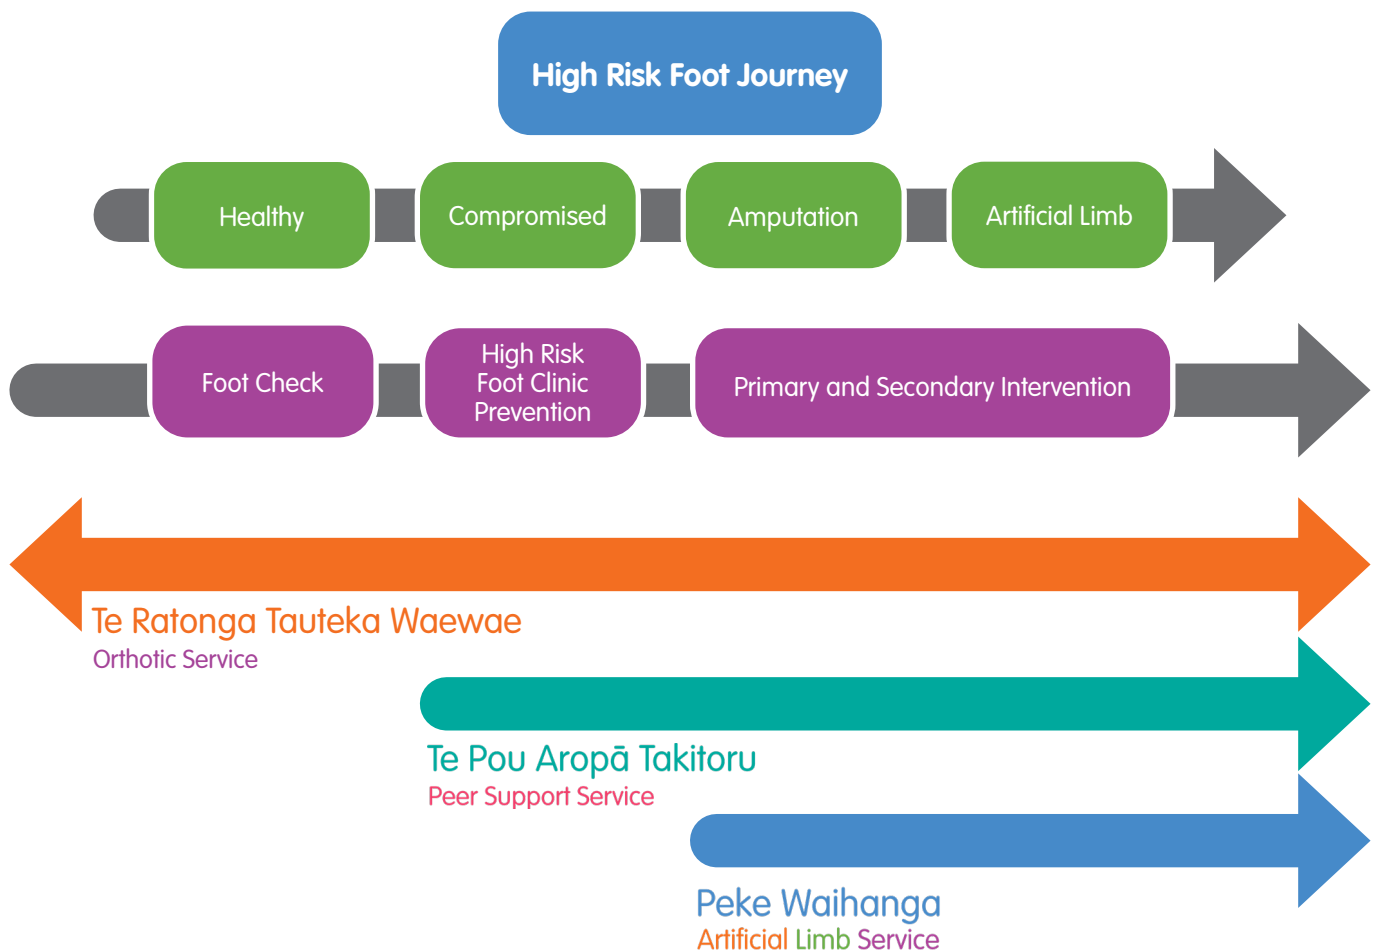 High Risk Foot Journey
Healthy
Compromised
Amputation
Artificial Limb
Foot Check
High Risk
Foot Clinic
Prevention
Primary and Secondary Intervention
Te Ratonga Tauteka Waewae
Orthotic Service
Te Pou Aropā Takitoru
Peer Support Service
Peke Waihanga
Artificial Limb Service